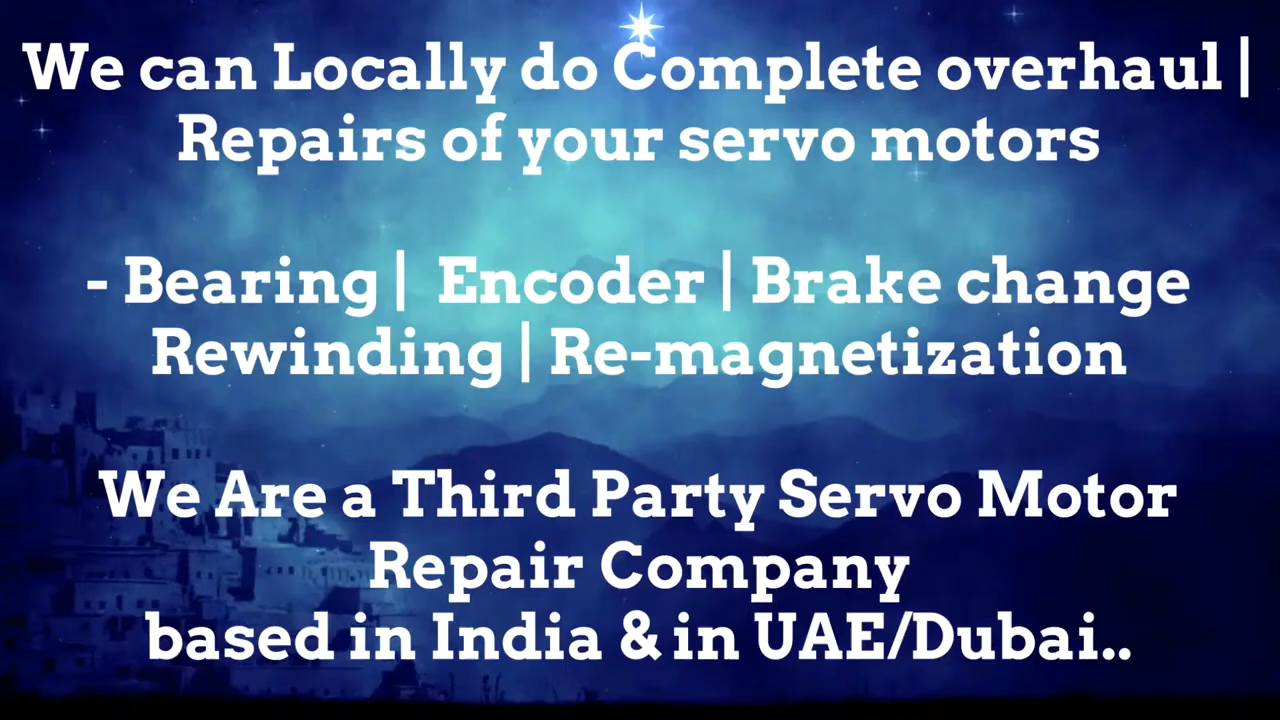 We can Locally do Complete overhaul |
Repairs of your servo motors
- Bearing | Encoder | Brake change
Rewinding | Re-magnetization
We Are a Third Party Servo Motor
Repair Company
based in India & in UAE/Dubai..